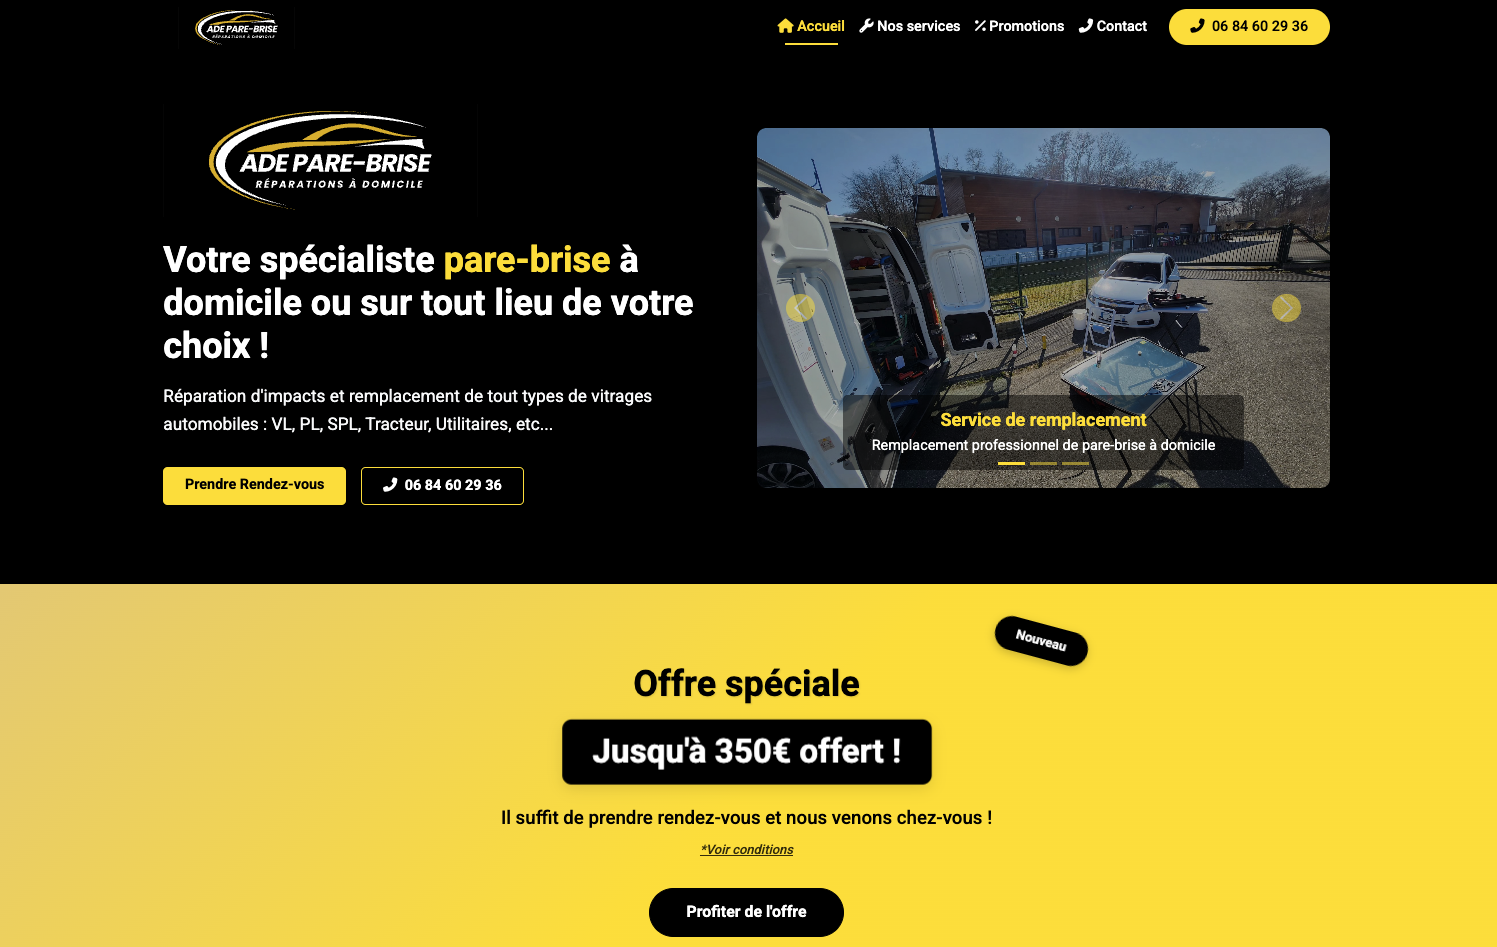 ADE PARE-BRISE
RÉPARATIONS À DOMICILE
Accueil
Nos services
Promotions
Contact
06 84 60 29 36
ADE PARE-BRISE
RÉPARATIONS À DOMICILE
Votre spécialiste pare-brise à
domicile ou sur tout lieu de votre
choix !
Réparation d'impacts et remplacement de tout types de vitrages
automobiles : VL, PL, SPL, Tracteur, Utilitaires, etc...
Prendre Rendez-vous
06 84 60 29 36
Service de remplacement
Remplacement professionnel de pare-brise à domicile
Nouveau
Offre spéciale
Jusqu'à 350€ offert !
Il suffit de prendre rendez-vous et nous venons chez-vous !
*Voir conditions
Profiter de l'offre